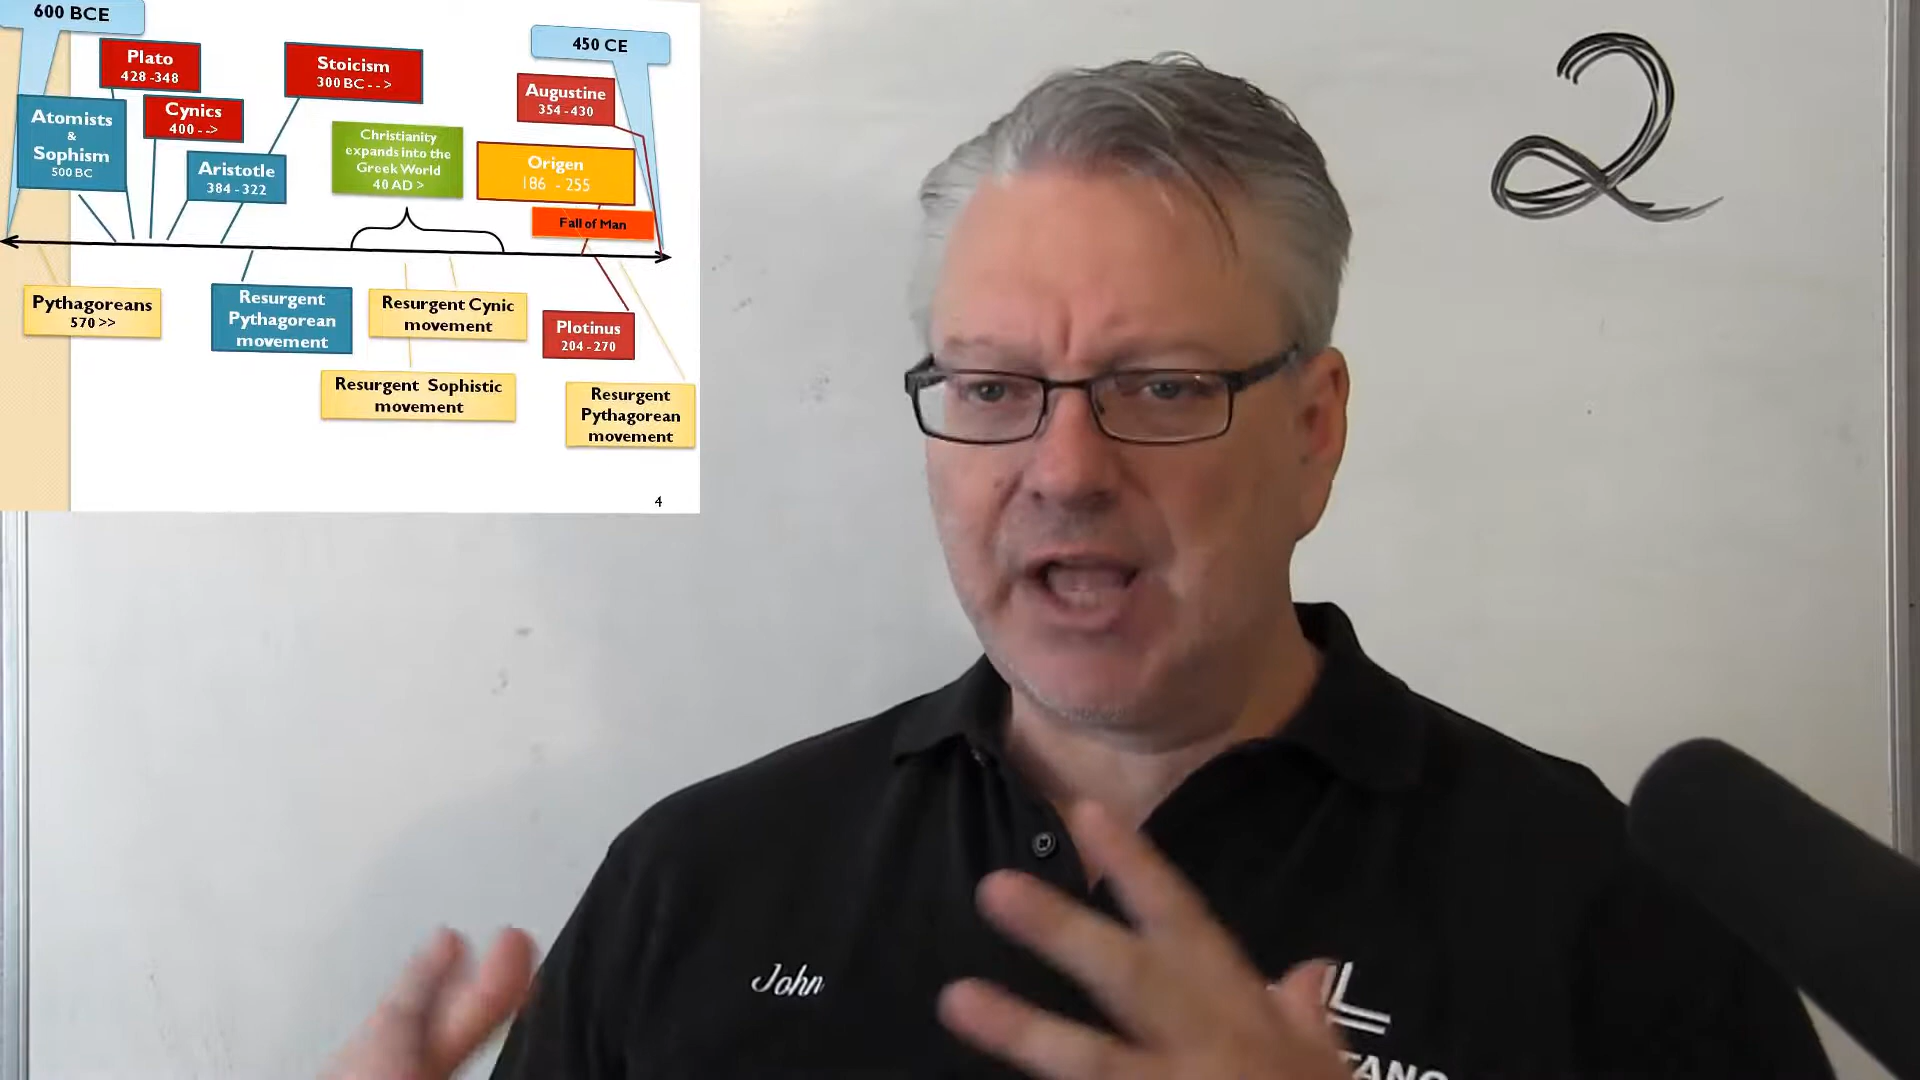 600 BCE
450 CE
Plato
428 -348
Stoicism
300 BC - - >
Augustine
354 - 430
Atomists
&
Sophism
500 BC
Cynics
400 - ->
Christianity
expands into the
Greek World
40 AD >
Aristotle
384 - 322
Origen
186 - 255
Fall of Man
Pythagoreans
570 >>
Resurgent
Pythagorean
movement
Resurgent Cynic
movement
Plotinus
204 - 270
Resurgent Sophistic
movement
Resurgent
Pythagorean
movement
4
2
John